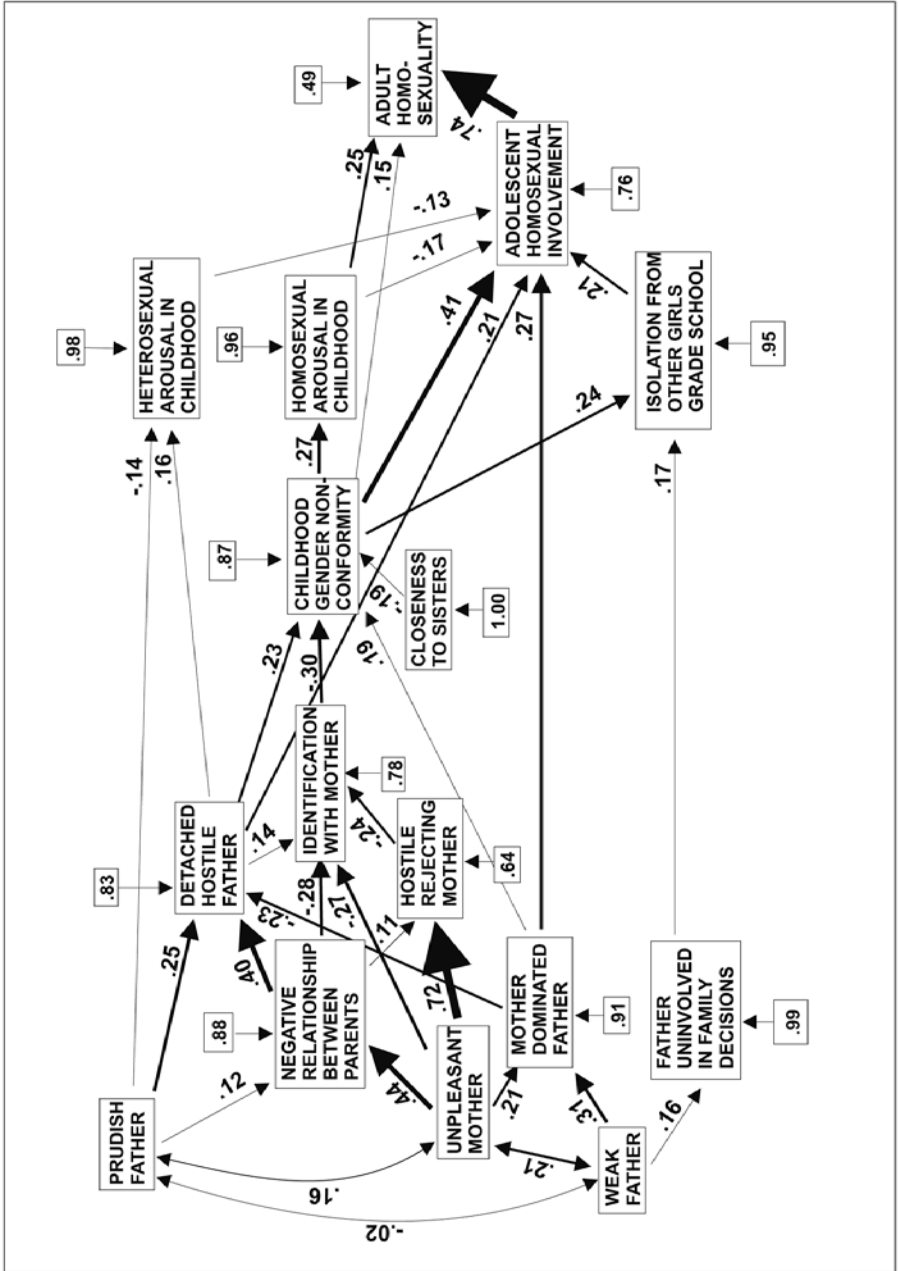 PRUDISH
FATHER
-.02
.16
WEAK
FATHER
.21
UNPLEASANT
MOTHER
.12
.25
-.14
.44
.21
.31
.16
.88
NEGATIVE
RELATIONSHIP
BETWEEN
PARENTS
.72
MOTHER
DOMINATED
FATHER
.91
FATHER
UNINVOLVED
IN FAMILY
DECISIONS
.99
.40
-.28
-.27
.11
-.23
.83
DETACHED
HOSTILE
FATHER
.14
IDENTIFICATION
WITH MOTHER
.78
-.24
HOSTILE
REJECTING
MOTHER
.64
.16
.23
-.30
.19
-.19
CLOSENESS
TO SISTERS
1.00
.87
CHILDHOOD
GENDER NON-
CONFORMITY
.27
.41
.21
.27
.24
.17
.98
HETEROSEXUAL
AROUSAL IN
CHILDHOOD
.96
HOMOSEXUAL
AROUSAL IN
CHILDHOOD
ISOLATION FROM
OTHER GIRLS
GRADE SCHOOL
.95
-.13
-.17
.21
.25
.15
ADOLESCENT
HOMOSEXUAL
INVOLVEMENT
.76
.74
.49
ADULT
HOMO-
SEXUALITY